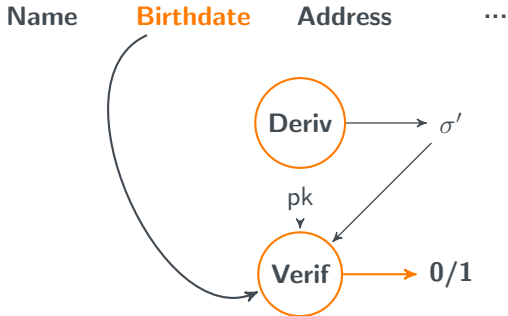 Name Birthdate Address ...
Deriv σ′
pk
Verif 0/1